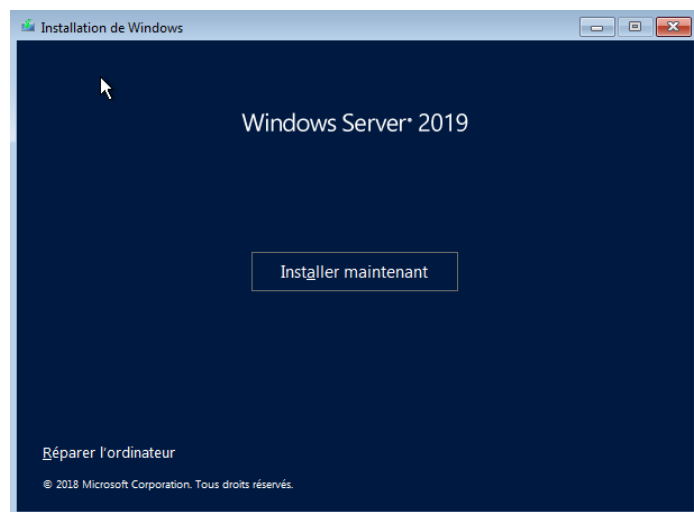 Installation de Windows
Windows Server® 2019
Installer maintenant
Réparer l'ordinateur
© 2018 Microsoft Corporation. Tous droits réservés.